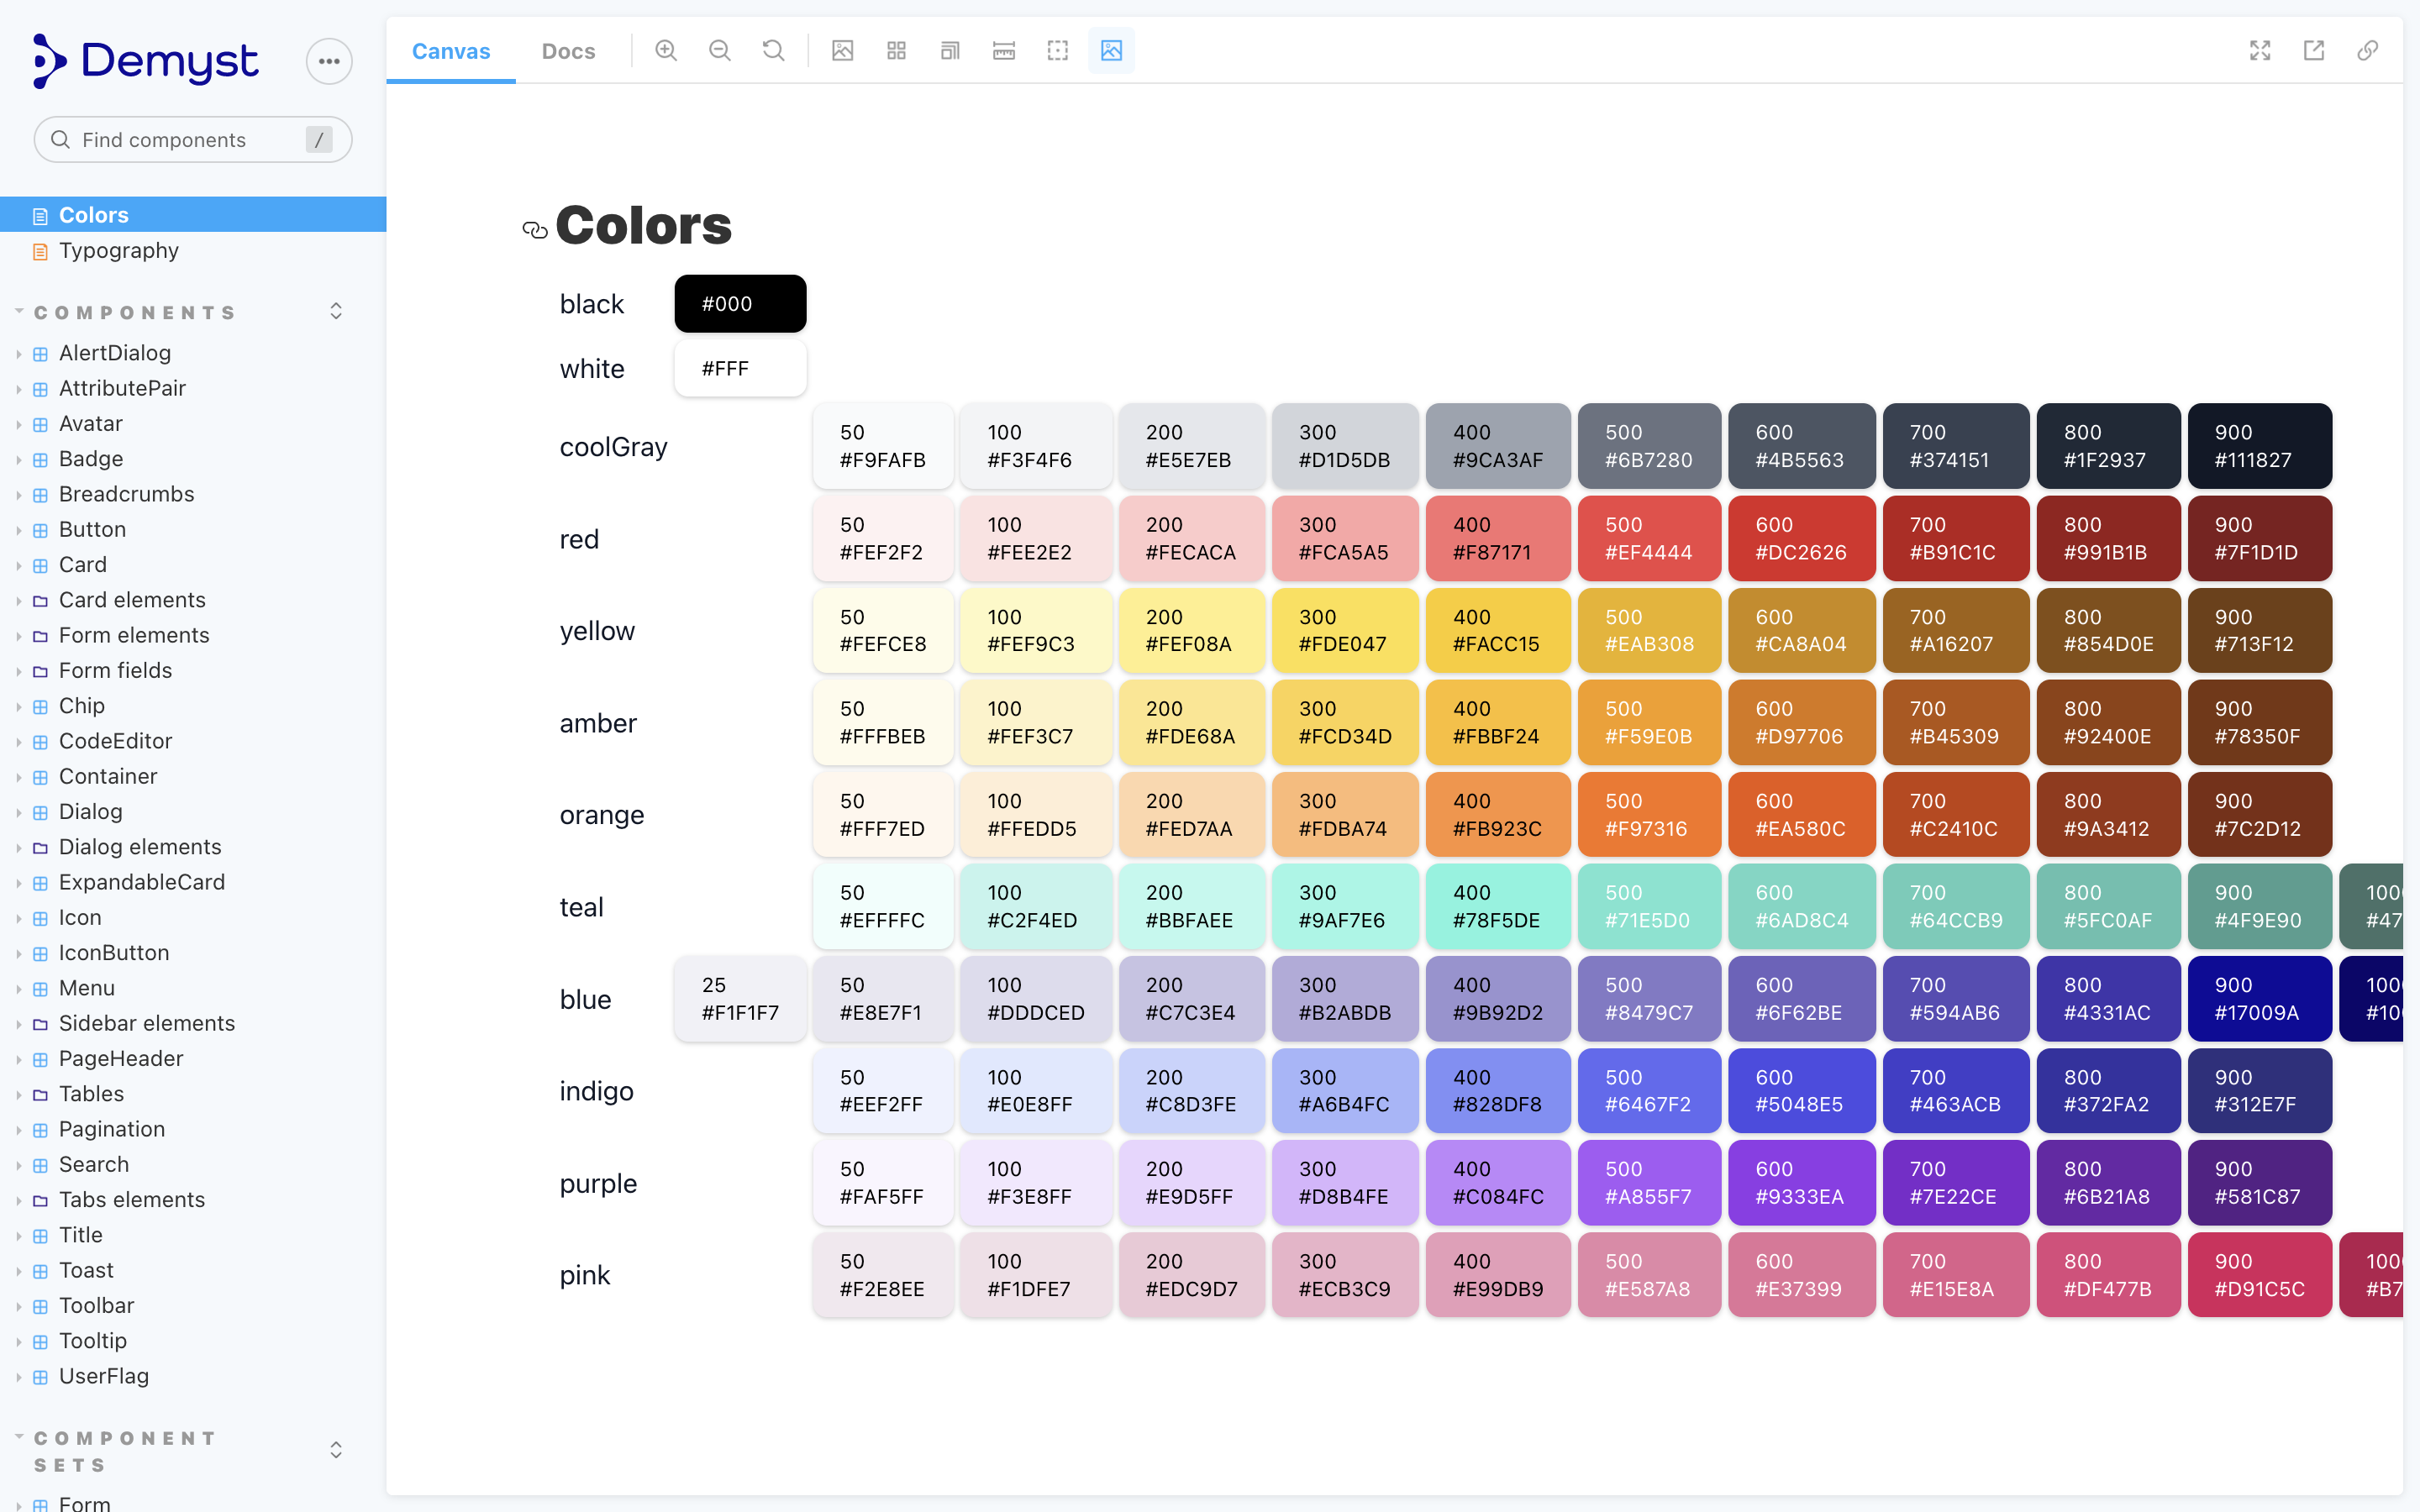 Demyst
Find components /
Colors
Typography
COMPONENTS
AlertDialog
AttributePair
Avatar
Badge
Breadcrumbs
Button
Card
Card elements
Form elements
Form fields
Chip
CodeEditor
Container
Dialog
Dialog elements
ExpandableCard
Icon
IconButton
Menu
Sidebar elements
PageHeader
Tables
Pagination
Search
Tabs elements
Title
Toast
Toolbar
Tooltip
UserFlag
COMPONENT
SETS
Form
Canvas Docs
Colors
black #000
white #FFF
coolGray
50 100 200 300 400 500 600 700 800 900
#F9FAFB #F3F4F6 #E5E7EB #D1D5DB #9CA3AF #6B7280 #4B5563 #374151 #1F2937 #111827
red
50 100 200 300 400 500 600 700 800 900
#FEF2F2 #FEE2E2 #FECACA #FCA5A5 #F87171 #EF4444 #DC2626 #B91C1C #991B1B #7F1D1D
yellow
50 100 200 300 400 500 600 700 800 900
#FEFCE8 #FEF9C3 #FEF08A #FDE047 #FACC15 #EAB308 #CA8A04 #A16207 #854D0E #713F12
amber
50 100 200 300 400 500 600 700 800 900
#FFFBEB #FEF3C7 #FDE68A #FCD34D #FBBF24 #F59E0B #D97706 #B45309 #92400E #78350F
orange
50 100 200 300 400 500 600 700 800 900
#FFF7ED #FFEDD5 #FED7AA #FDBA74 #FB923C #F97316 #EA580C #C2410C #9A3412 #7C2D12
teal
50 100 200 300 400 500 600 700 800 900 100
#EFFFFC #C2F4ED #BBFAEE #9AF7E6 #78F5DE #71E5D0 #6AD8C4 #64CCB9 #5FC0AF #4F9E90 #47
blue
25 50 100 200 300 400 500 600 700 800 900 100
#F1F1F7 #E8E7F1 #DDDCED #C7C3E4 #B2ABDB #9B92D2 #8479C7 #6F62BE #594AB6 #4331AC #17009A #10
indigo
50 100 200 300 400 500 600 700 800 900
#EEF2FF #E0E8FF #C8D3FE #A6B4FC #828DF8 #6467F2 #5048E5 #463ACB #372FA2 #312E7F
purple
50 100 200 300 400 500 600 700 800 900
#FAF5FF #F3E8FF #E9D5FF #D8B4FE #C084FC #A855F7 #9333EA #7E22CE #6B21A8 #581C87
pink
50 100 200 300 400 500 600 700 800 900 100
#F2E8EE #F1DFE7 #EDC9D7 #ECB3C9 #E99DB9 #E587A8 #E37399 #E15E8A #DF477B #D91C5C #B7